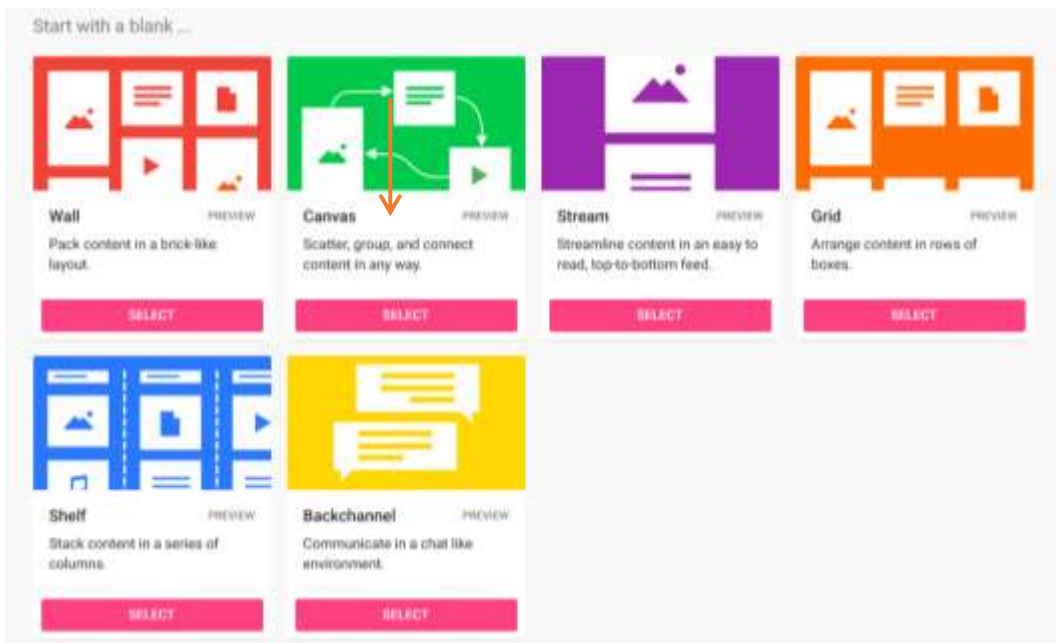 Start with a blank ...
Wall PREVIEW
Pack content in a brick-like
layout.
SELECT
Canvas PREVIEW
Scatter, group, and connect
content in any way.
SELECT
Stream PREVIEW
Streamline content in an easy to
read, top-to-bottom feed.
SELECT
Grid PREVIEW
Arrange content in rows of
boxes.
SELECT
Shelf PREVIEW
Stack content in a series of
columns.
SELECT
Backchannel PREVIEW
Communicate in a chat like
environment.
SELECT